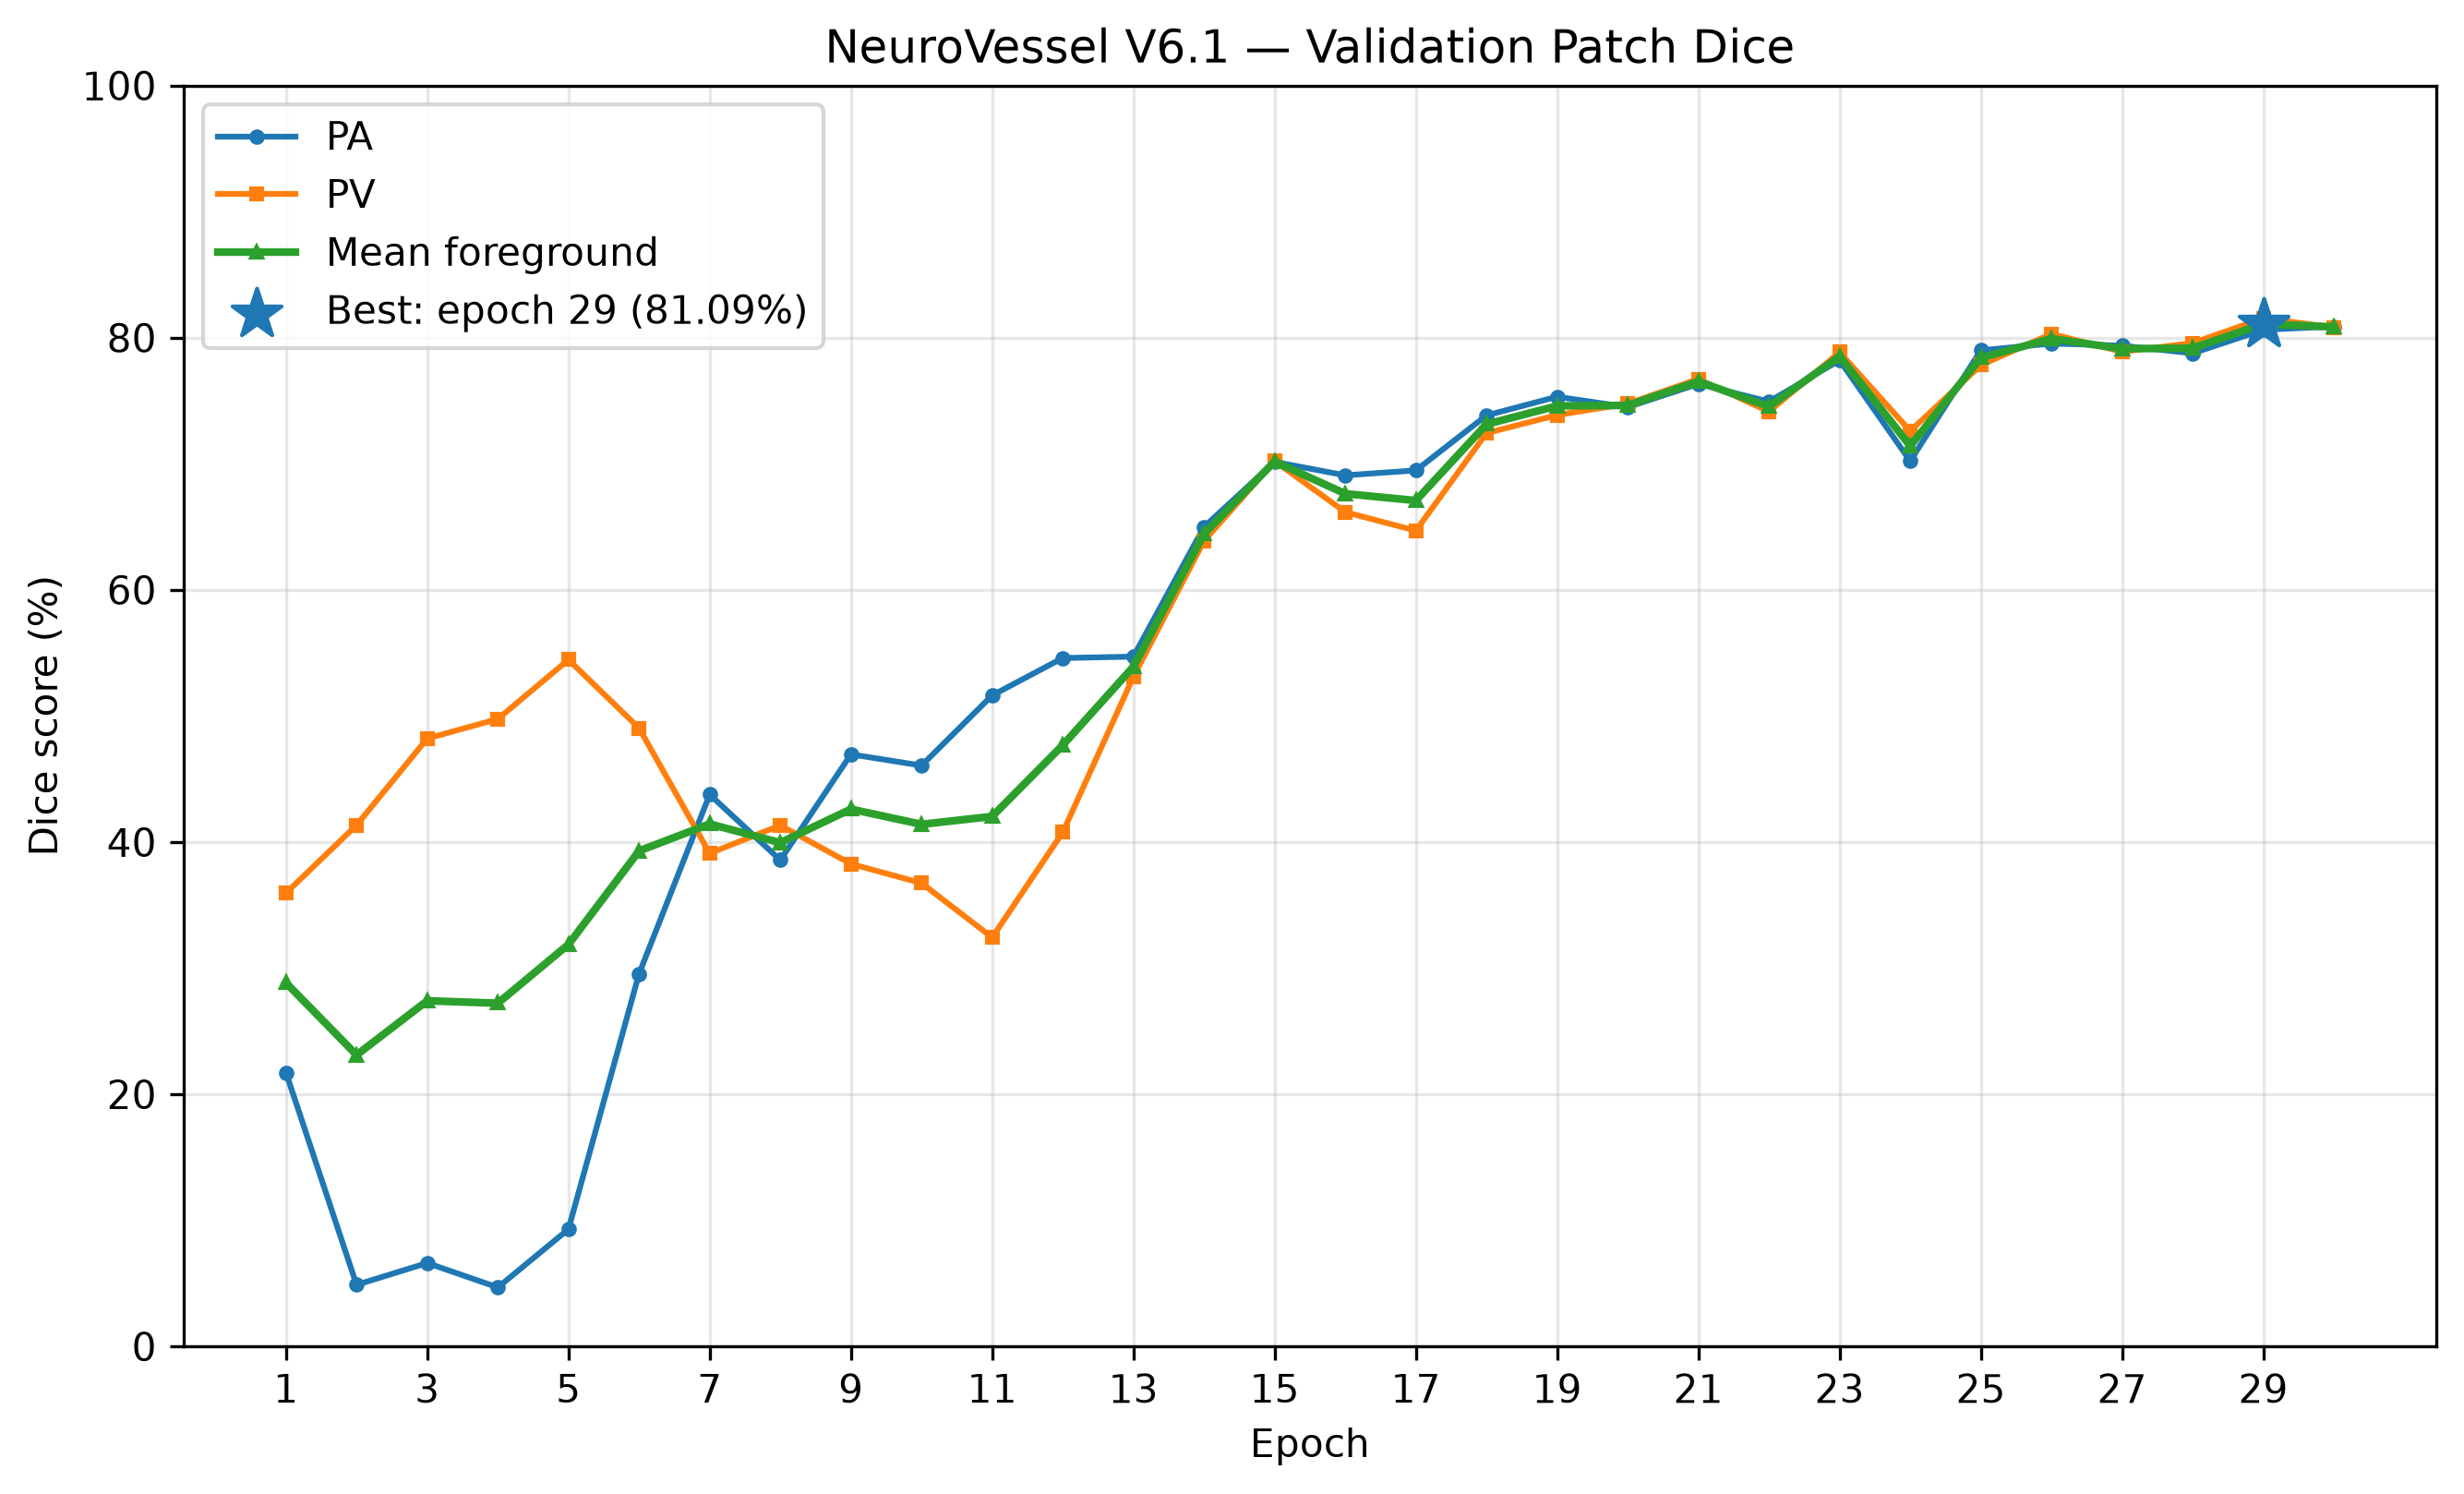 NeuroVessel V6.1 — Validation Patch Dice
PA
PV
Mean foreground
Best: epoch 29 (81.09%)
Dice score (%)
100
80
60
40
20
0
1 3 5 7 9 11 13 15 17 19 21 23 25 27 29
Epoch